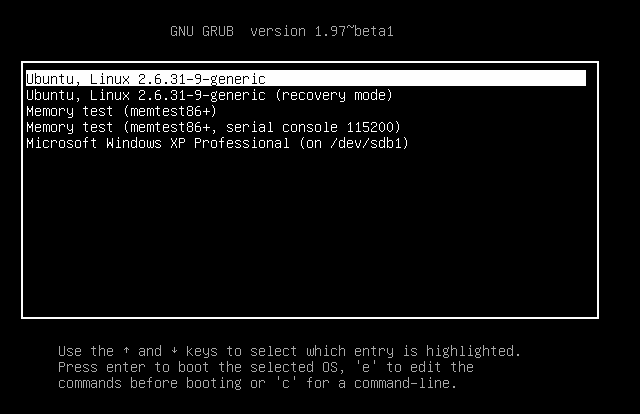 GNU GRUB  version 1.97~beta1
Ubuntu, Linux 2.6.31-9-generic
Ubuntu, Linux 2.6.31-9-generic (recovery mode)
Memory test (memtest86+)
Memory test (memtest86+, serial console 115200)
Microsoft Windows XP Professional (on /dev/sdb1)
Use the ↑ and ↓ keys to select which entry is highlighted.
Press enter to boot the selected OS, 'e' to edit the
commands before booting or 'c' for a command-line.